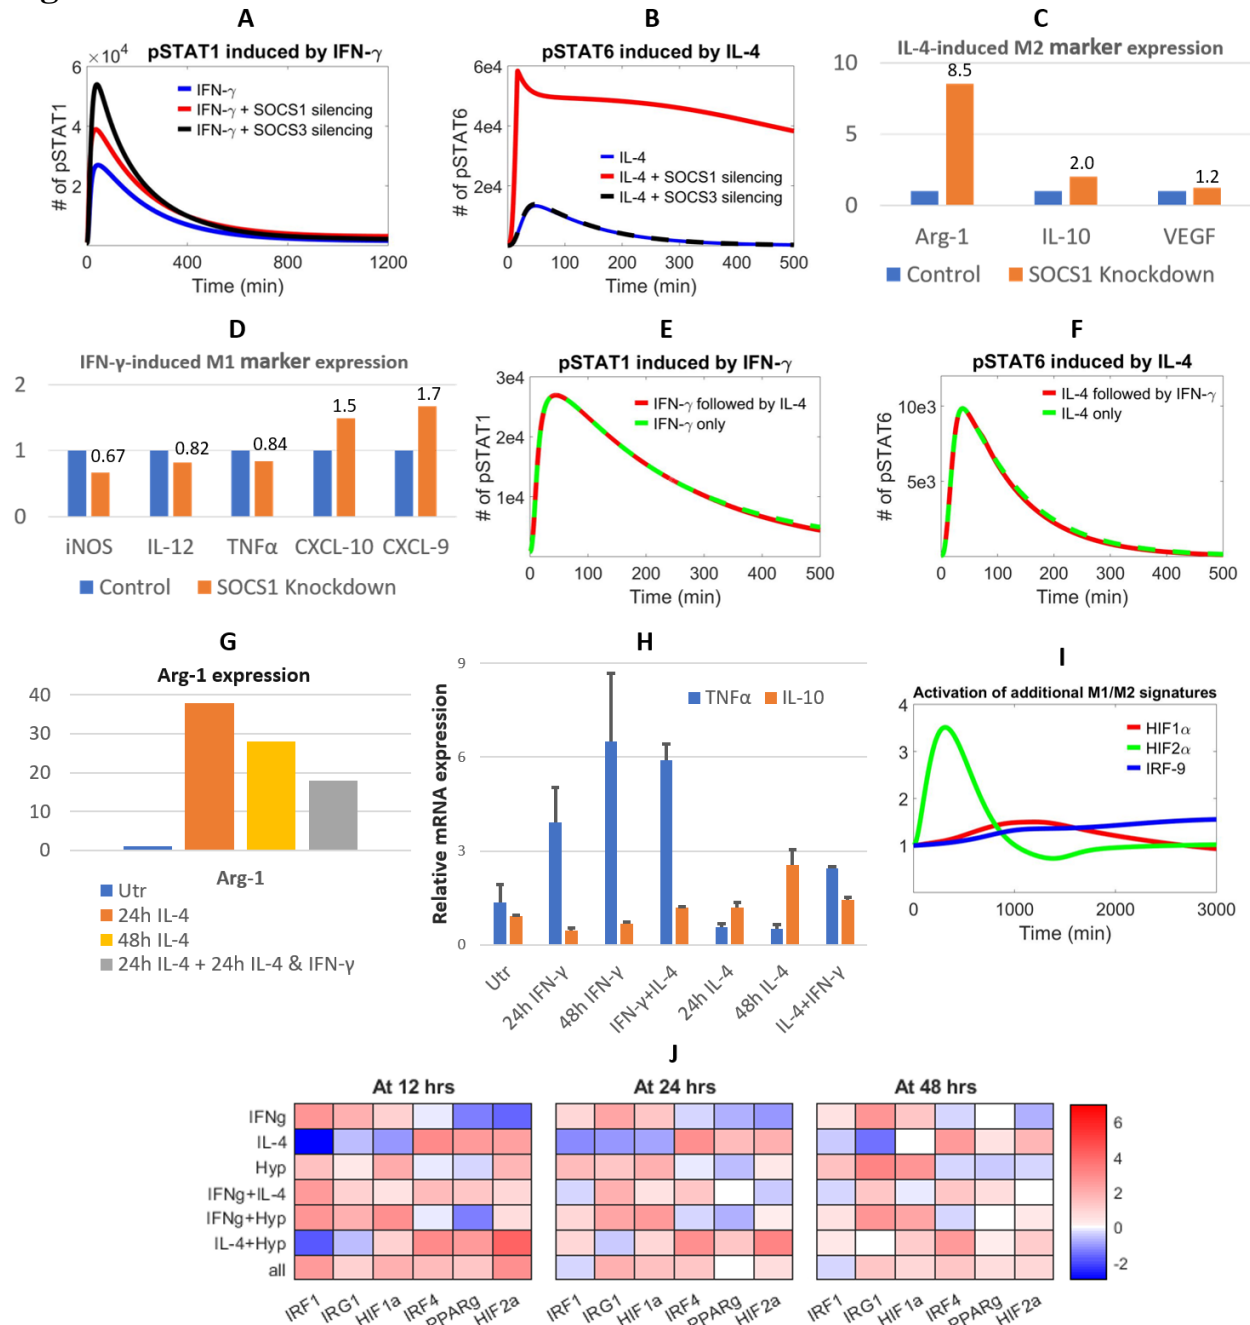 A
pSTAT1 induced by IFN-γ
×10⁴
6
4
2
# of pSTAT1
IFN-γ
IFN-γ + SOCS1 silencing
IFN-γ + SOCS3 silencing
0 400 800 1200
Time (min)
B
pSTAT6 induced by IL-4
6e4
4e4
2e4
# of pSTAT6
IL-4
IL-4 + SOCS1 silencing
IL-4 + SOCS3 silencing
0 100 200 300 400 500
Time (min)
C
IL-4-induced M2 marker expression
10
5
0
8.5
2.0
1.2
Arg-1 IL-10 VEGF
Control SOCS1 Knockdown
D
IFN-γ-induced M1 marker expression
2
1
0
0.67
0.82
0.84
1.5
1.7
iNOS IL-12 TNFα CXCL-10 CXCL-9
Control SOCS1 Knockdown
E
pSTAT1 induced by IFN-γ
3e4
2e4
1e4
# of pSTAT1
IFN-γ followed by IL-4
IFN-γ only
0 100 200 300 400 500
Time (min)
F
pSTAT6 induced by IL-4
10e3
5e3
# of pSTAT6
IL-4 followed by IFN-γ
IL-4 only
0 100 200 300 400 500
Time (min)
G
Arg-1 expression
40
30
20
10
0
Arg-1
Utr
24h IL-4
48h IL-4
24h IL-4 + 24h IL-4 & IFN-γ
H
9
6
3
0
Relative mRNA expression
TNFα IL-10
Utr
24h IFN-γ
48h IFN-γ
IFN-γ+IL-4
24h IL-4
48h IL-4
IL-4+IFN-γ
I
Activation of additional M1/M2 signatures
4
3
2
1
HIF1α
HIF2α
IRF-9
0 1000 2000 3000
Time (min)
J
At 12 hrs At 24 hrs At 48 hrs
IFNg
IL-4
Hyp
IFNg+IL-4
IFNg+Hyp
IL-4+Hyp
all
IRF1 IRG1 HIF1a IRF4 PPARg HIF2a
IRF1 IRG1 HIF1a IRF4 PPARg HIF2a
IRF1 IRG1 HIF1a IRF4 PPARg HIF2a
6
4
2
0
-2